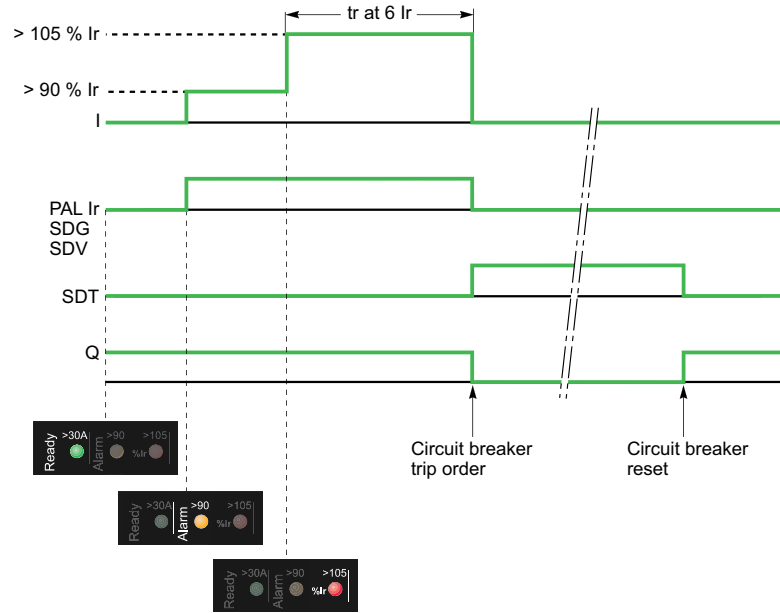 tr at 6 Ir
> 105 % Ir
> 90 % Ir
I
PAL Ir
SDG
SDV
SDT
Q
Circuit breaker
trip order
Circuit breaker
reset
Ready >30A Alarm >90 %Ir >105
Ready >30A Alarm >90 %Ir >105
Ready >30A Alarm >90 %Ir >105